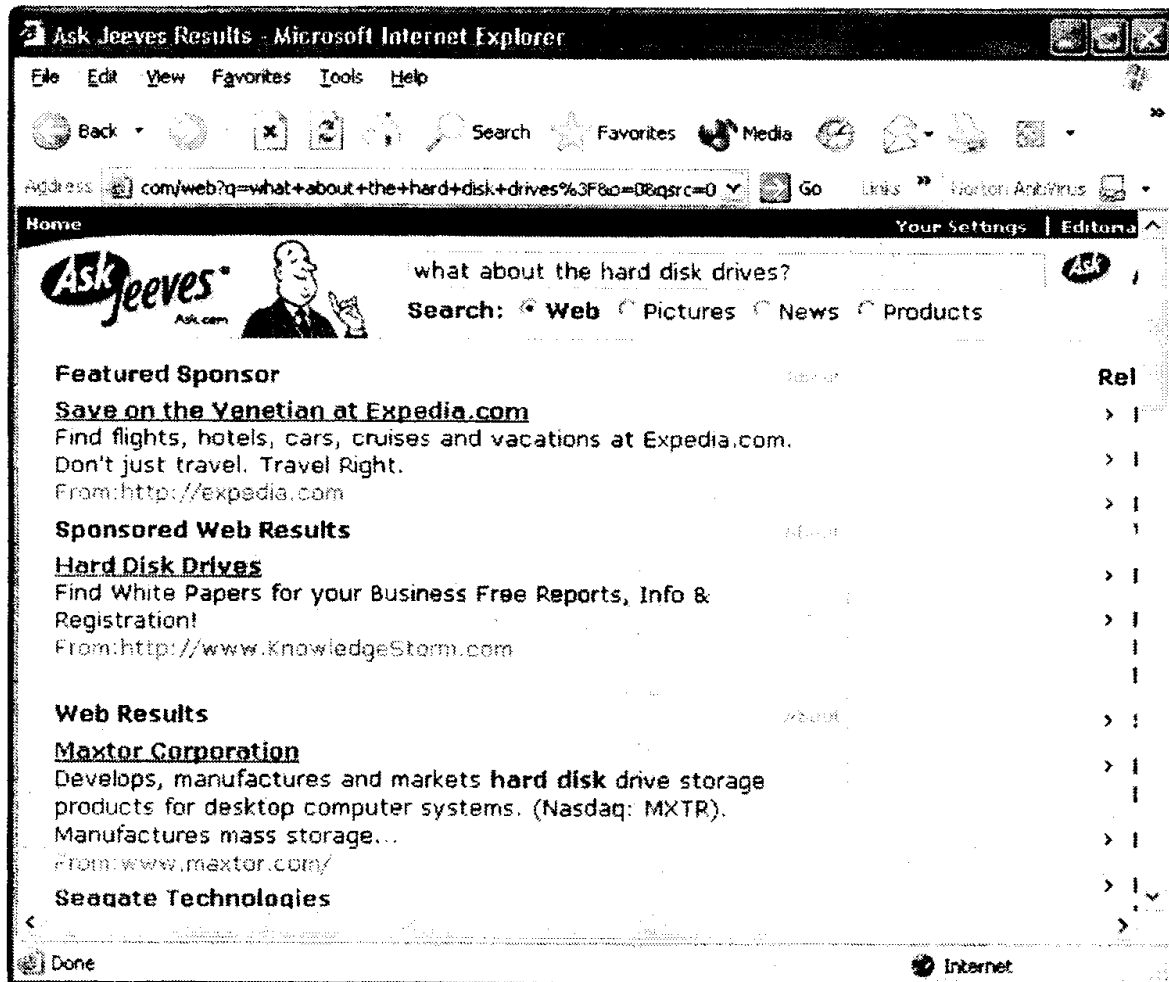 Ask Jeeves Results - Microsoft Internet Explorer
File Edit View Favorites Tools Help
Back Search Favorites Media »
Address com/web?q=what+about+the+hard+disk+drives%3F&o=0&qsrc=0 Go Links » Norton AntiVirus
Home Your Settings | Editoria
Ask Jeeves what about the hard disk drives? Ask
Ask.com Search: Web Pictures News Products
Featured Sponsor About Rel
Save on the Venetian at Expedia.com
Find flights, hotels, cars, cruises and vacations at Expedia.com.
Don't just travel. Travel Right.
From:http://expedia.com
Sponsored Web Results About
Hard Disk Drives
Find White Papers for your Business Free Reports, Info &
Registration!
From:http://www.KnowledgeStorm.com
Web Results About
Maxtor Corporation
Develops, manufactures and markets hard disk drive storage
products for desktop computer systems. (Nasdaq: MXTR).
Manufactures mass storage...
From:www.maxtor.com/
Seagate Technologies
Done Internet